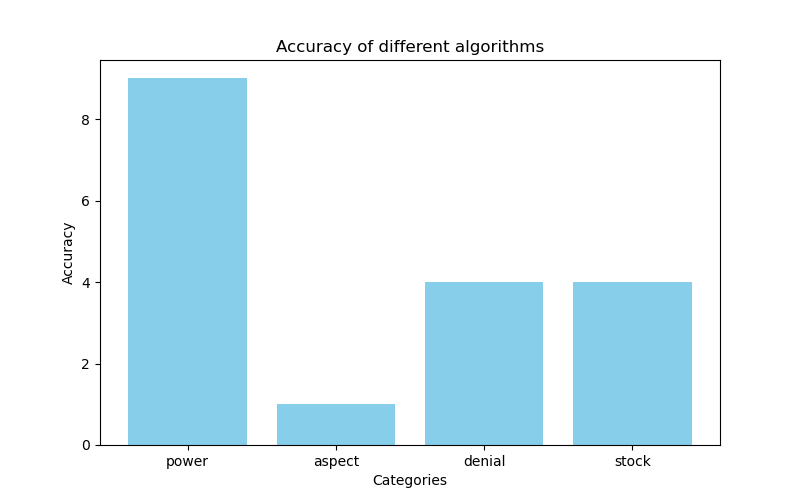 Accuracy of different algorithms
8
6
4
2
0
Accuracy
power aspect denial stock
Categories